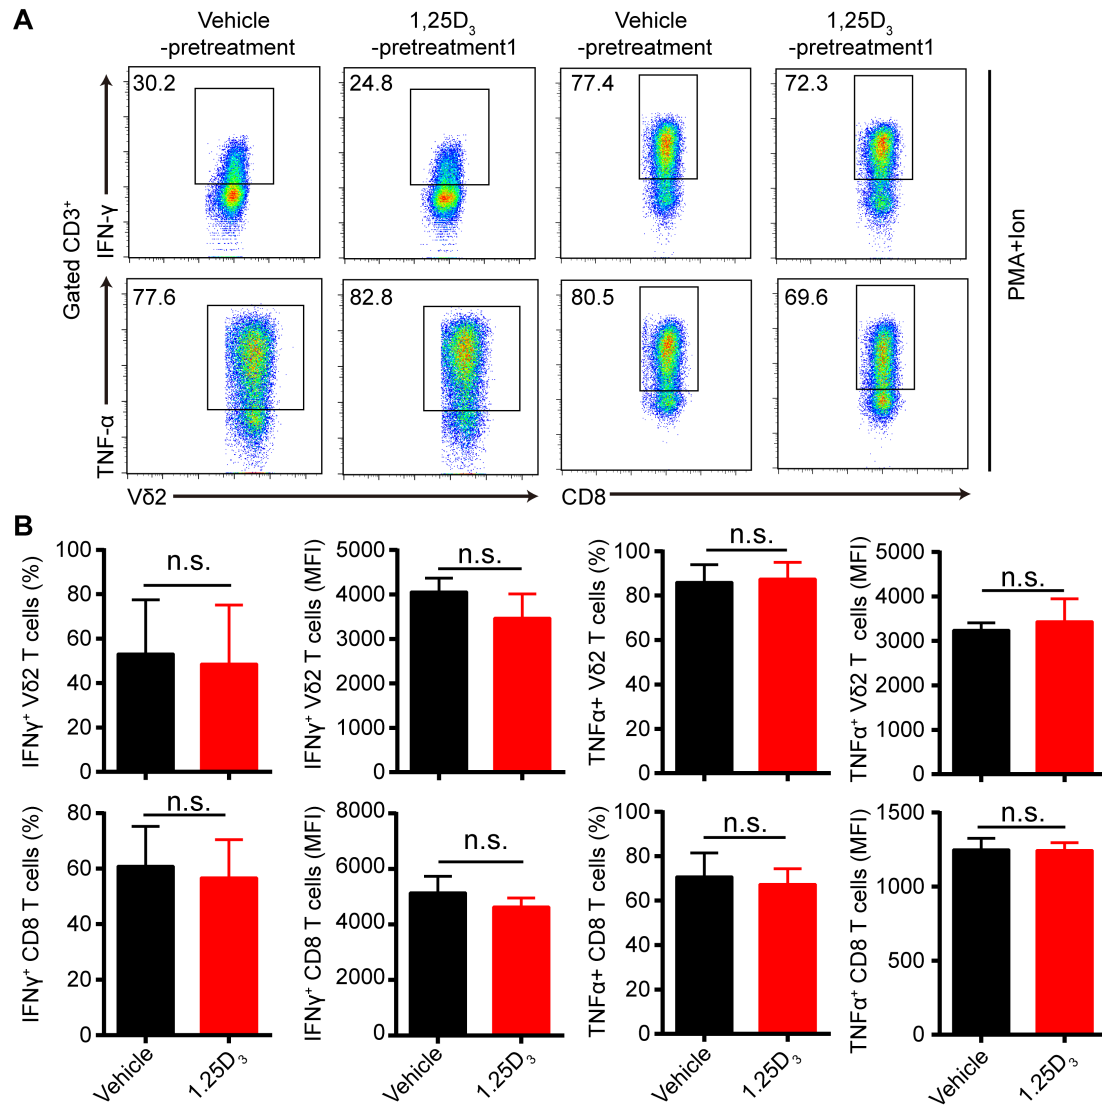 A
Vehicle
-pretreatment
1,25D₃
-pretreatment1
Vehicle
-pretreatment
1,25D₃
-pretreatment1
30.2
24.8
77.4
72.3
Gated CD3⁺
IFN-γ
PMA+Ion
77.6
82.8
80.5
69.6
TNF-α
Vδ2
CD8
B
IFNγ⁺ Vδ2 T cells (%)
100
80
60
40
20
0
n.s.
IFNγ⁺ Vδ2 T cells (MFI)
5000
4000
3000
2000
1000
0
n.s.
TNFα+ Vδ2 T cells (%)
100
80
60
40
20
0
n.s.
TNFα⁺ Vδ2 T cells (MFI)
5000
4000
3000
2000
1000
0
n.s.
IFNγ⁺ CD8 T cells (%)
80
60
40
20
0
n.s.
Vehicle
1.25D₃
IFNγ⁺ CD8 T cells (MFI)
8000
6000
4000
2000
0
n.s.
Vehicle
1.25D₃
TNFα+ CD8 T cells (%)
100
80
60
40
20
0
n.s.
Vehicle
1.25D₃
TNFα⁺ CD8 T cells (MFI)
1500
1000
500
0
n.s.
Vehicle
1.25D₃